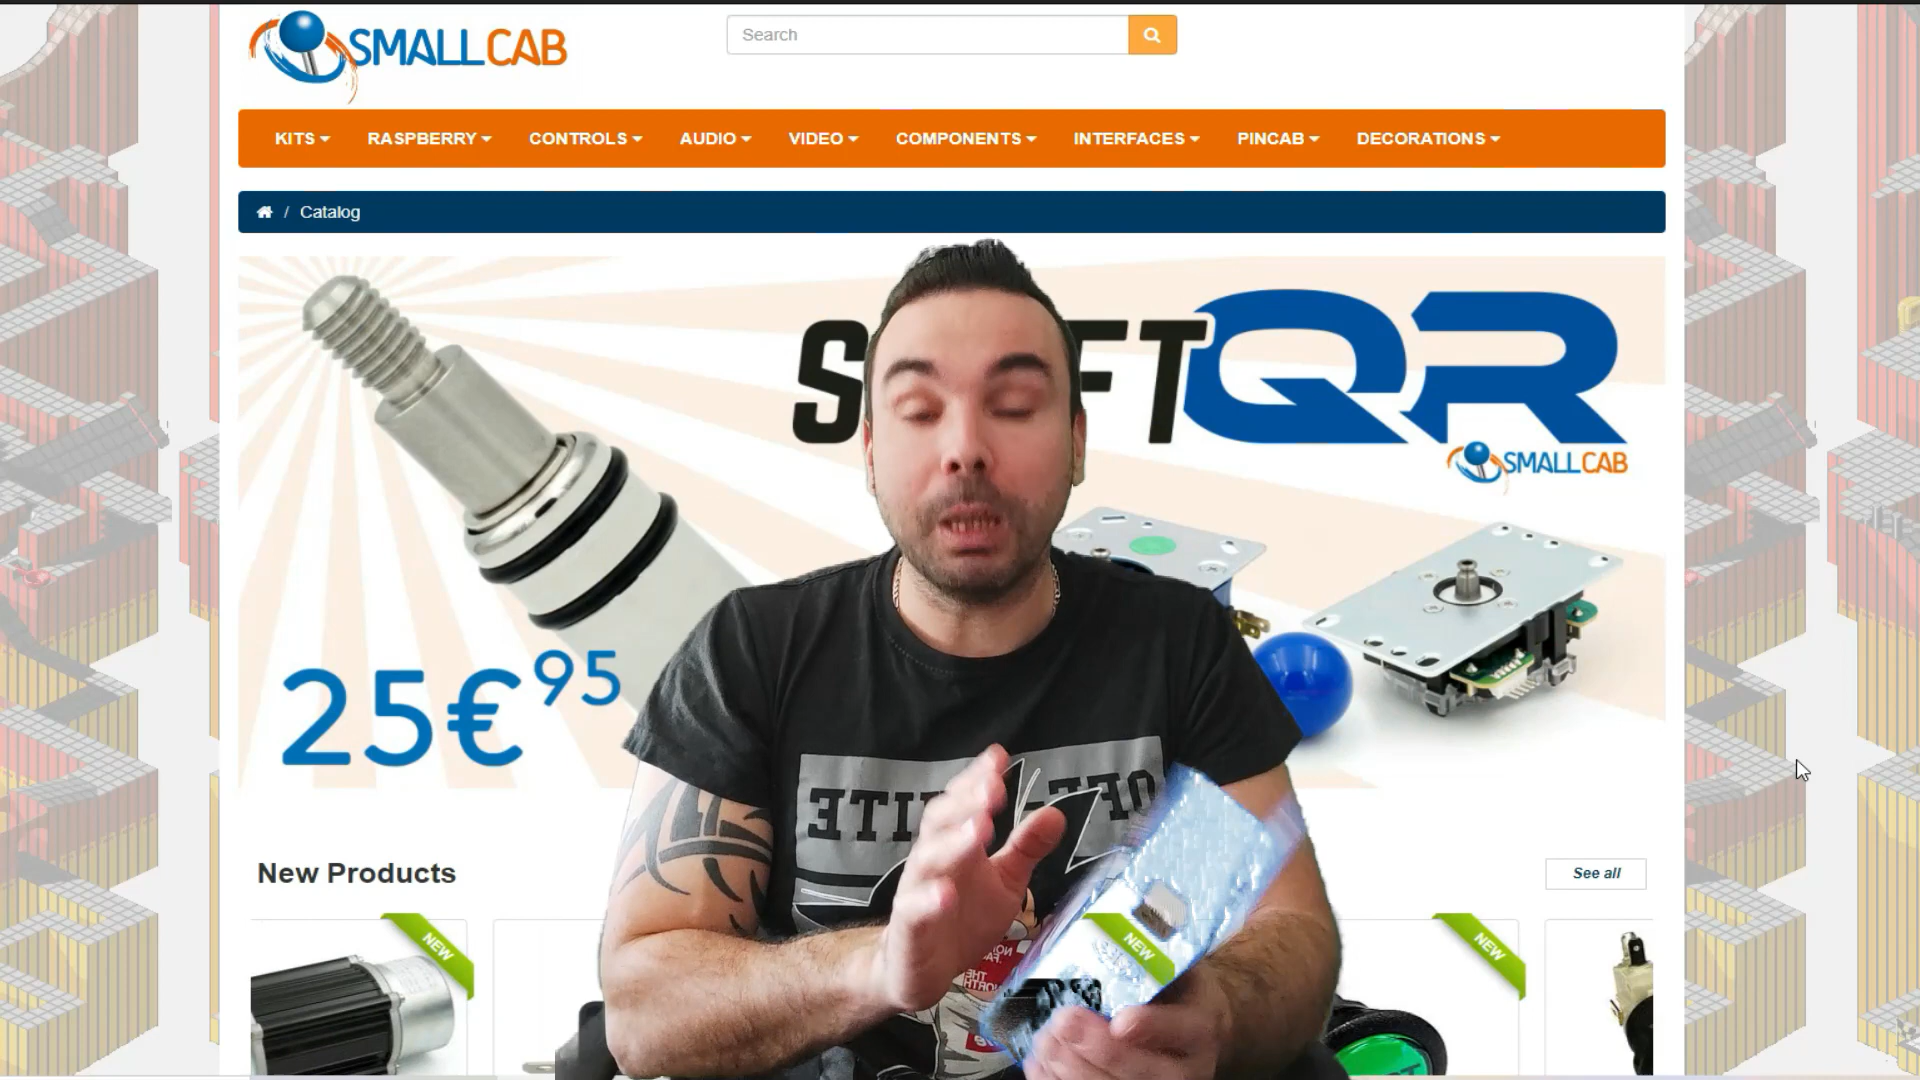 SMALLCAB
Search
KITS RASPBERRY CONTROLS AUDIO VIDEO COMPONENTS INTERFACES PINCAB DECORATIONS
/ Catalog
QR
SMALLCAB
25€95
New Products
See all
NEW
NEW
NEW
THE